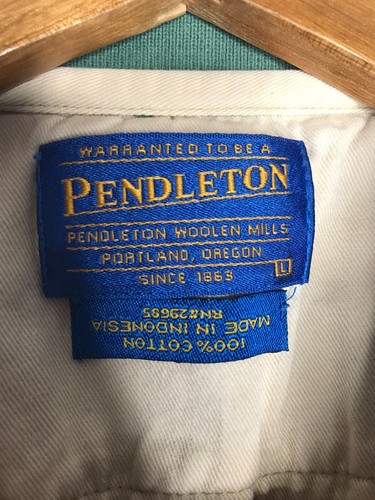 WARRANTED TO BE A
PENDLETON
PENDLETON WOOLEN MILLS
PORTLAND, OREGON
SINCE 1863
L
100% COTTON
MADE IN INDONESIA
RN#29685